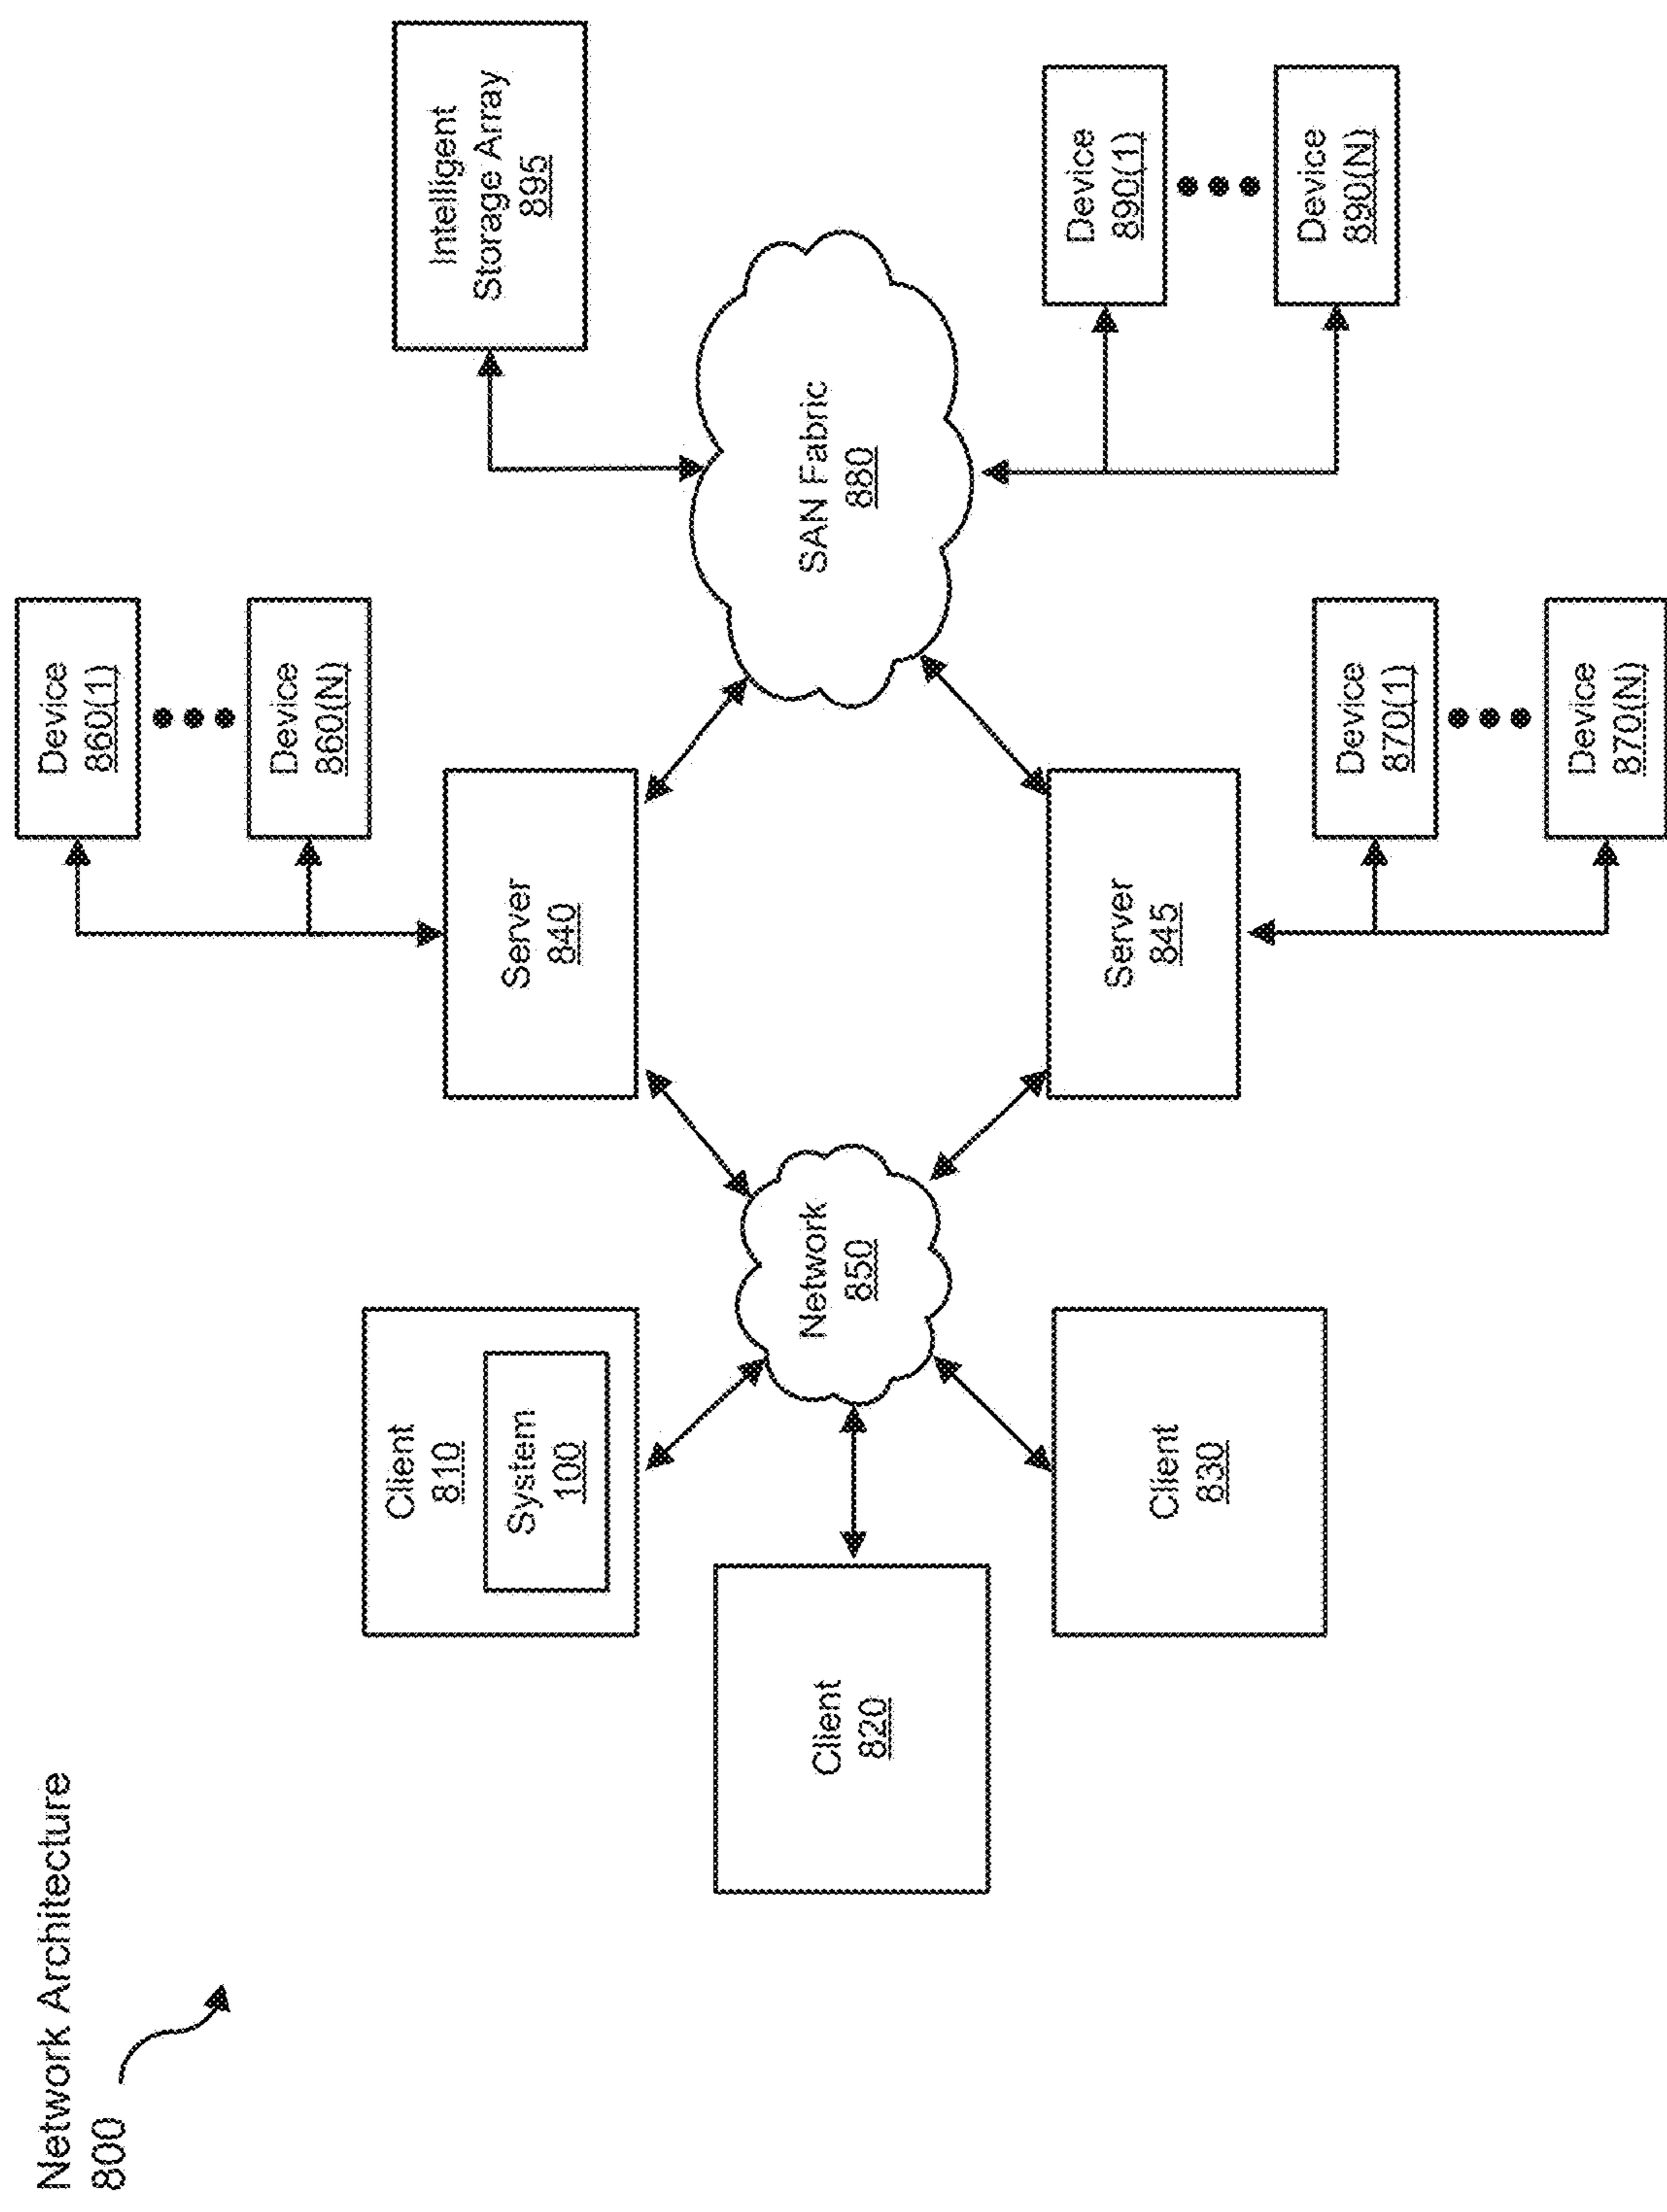 Network Architecture
800
Client
810
System
100
Client
820
Client
830
Network
850
Server
840
Server
845
Device
860(1)
Device
860(N)
Device
870(1)
Device
870(N)
SAN Fabric
880
Intelligent
Storage Array
895
Device
890(1)
Device
890(N)